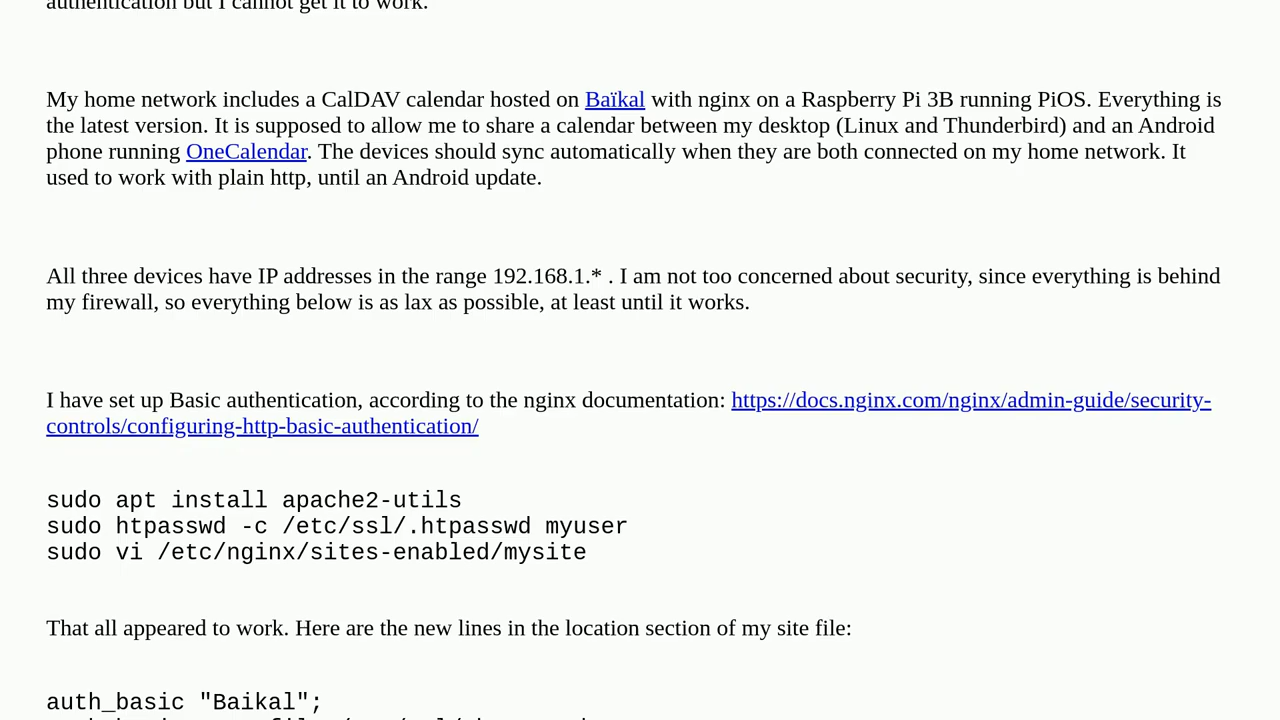 authentication but I cannot get it to work.
My home network includes a CalDAV calendar hosted on Baïkal with nginx on a Raspberry Pi 3B running PiOS. Everything is
the latest version. It is supposed to allow me to share a calendar between my desktop (Linux and Thunderbird) and an Android
phone running OneCalendar. The devices should sync automatically when they are both connected on my home network. It
used to work with plain http, until an Android update.
All three devices have IP addresses in the range 192.168.1.* . I am not too concerned about security, since everything is behind
my firewall, so everything below is as lax as possible, at least until it works.
I have set up Basic authentication, according to the nginx documentation: https://docs.nginx.com/nginx/admin-guide/security-
controls/configuring-http-basic-authentication/
sudo apt install apache2-utils
sudo htpasswd -c /etc/ssl/.htpasswd myuser
sudo vi /etc/nginx/sites-enabled/mysite
That all appeared to work. Here are the new lines in the location section of my site file:
auth_basic "Baikal";